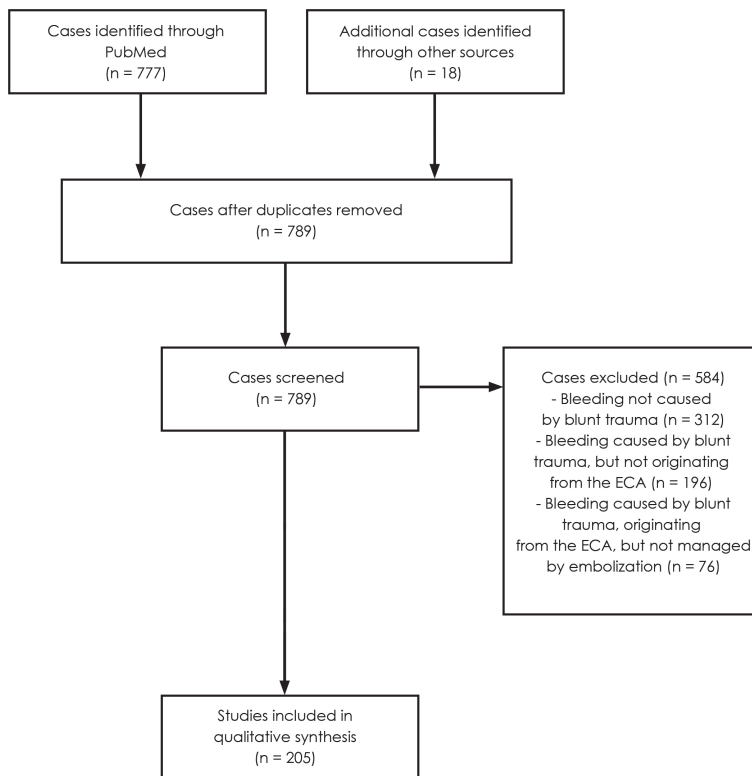 Cases identified through
PubMed
(n = 777)
Additional cases identified
through other sources
(n = 18)
Cases after duplicates removed
(n = 789)
Cases screened
(n = 789)
Cases excluded (n = 584)
- Bleeding not caused
by blunt trauma (n = 312)
- Bleeding caused by blunt
trauma, but not originating
from the ECA (n = 196)
- Bleeding caused by blunt
trauma, originating
from the ECA, but not managed
by embolization (n = 76)
Studies included in
qualitative synthesis
(n = 205)